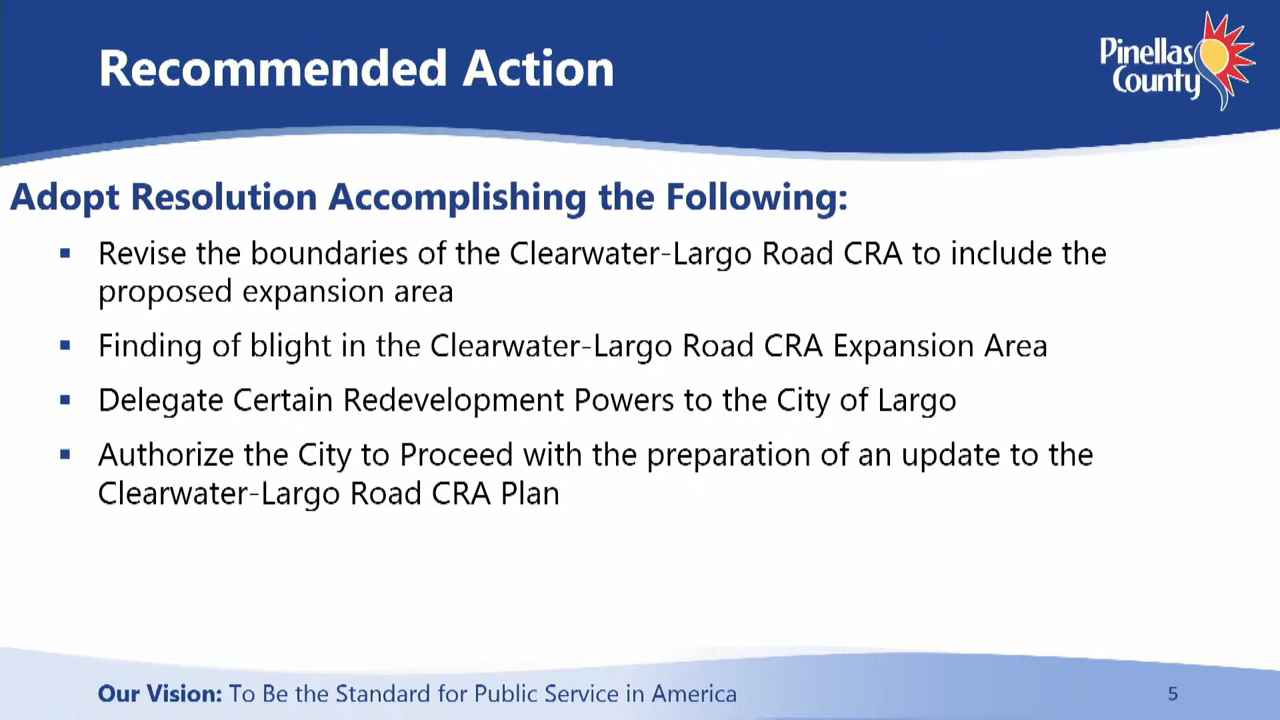 Recommended Action
Pinellas
County
Adopt Resolution Accomplishing the Following:
▪ Revise the boundaries of the Clearwater-Largo Road CRA to include the
proposed expansion area
▪ Finding of blight in the Clearwater-Largo Road CRA Expansion Area
▪ Delegate Certain Redevelopment Powers to the City of Largo
▪ Authorize the City to Proceed with the preparation of an update to the
Clearwater-Largo Road CRA Plan
Our Vision: To Be the Standard for Public Service in America
5